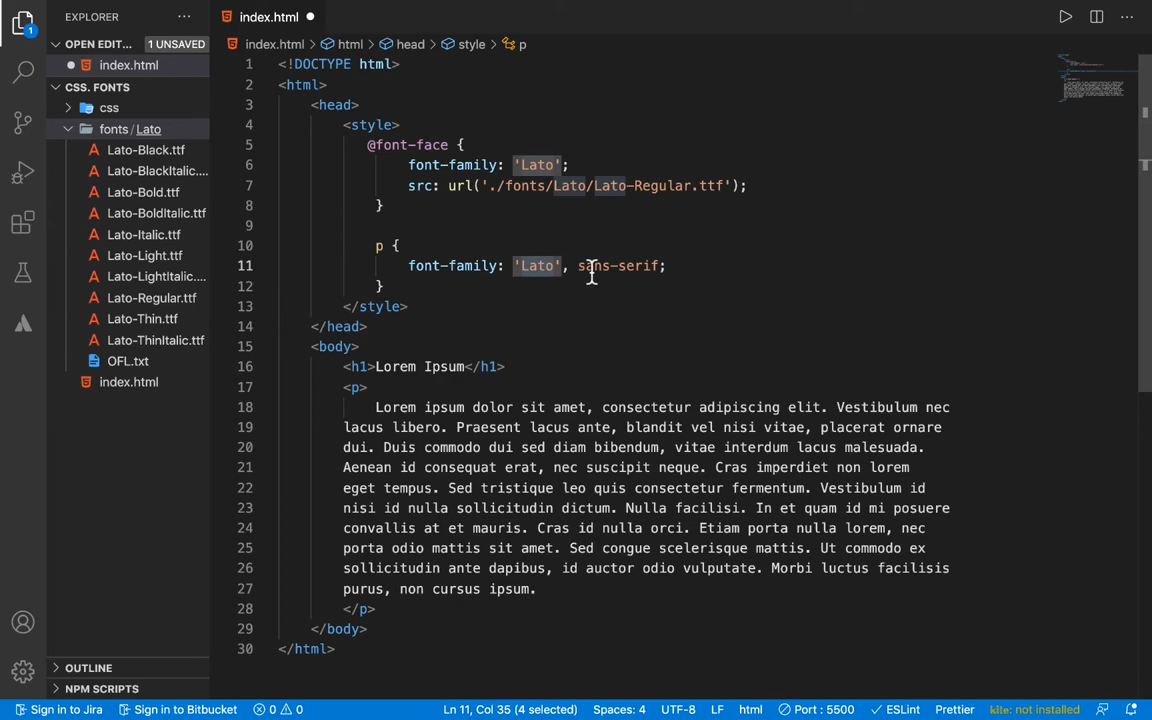 EXPLORER
···
index.html
OPEN EDIT...
1 UNSAVED
index.html
CSS. FONTS
css
fonts / Lato
Lato-Black.ttf
Lato-BlackItalic....
Lato-Bold.ttf
Lato-BoldItalic.ttf
Lato-Italic.ttf
Lato-Light.ttf
Lato-LightItalic....
Lato-Regular.ttf
Lato-Thin.ttf
Lato-ThinItalic.ttf
OFL.txt
index.html
OUTLINE
NPM SCRIPTS
1
index.html > html > head > style > p
1 <!DOCTYPE html>
2 <html>
3 <head>
4 <style>
5 @font-face {
6 font-family: 'Lato';
7 src: url('./fonts/Lato/Lato-Regular.ttf');
8 }
9
10 p {
11 font-family: 'Lato', sans-serif;
12 }
13 </style>
14 </head>
15 <body>
16 <h1>Lorem Ipsum</h1>
17 <p>
18 Lorem ipsum dolor sit amet, consectetur adipiscing elit. Vestibulum nec
19 lacus libero. Praesent lacus ante, blandit vel nisi vitae, placerat ornare
20 dui. Duis commodo dui sed diam bibendum, vitae interdum lacus malesuada.
21 Aenean id consequat erat, nec suscipit neque. Cras imperdiet non lorem
22 eget tempus. Sed tristique leo quis consectetur fermentum. Vestibulum id
23 nisi id nulla sollicitudin dictum. Nulla facilisi. In et quam id mi posuere
24 convallis at et mauris. Cras id nulla orci. Etiam porta nulla lorem, nec
25 porta odio mattis sit amet. Sed congue scelerisque mattis. Ut commodo ex
26 sollicitudin ante dapibus, id auctor odio vulputate. Morbi luctus facilisis
27 purus, non cursus ipsum.
28 </p>
29 </body>
30 </html>
Sign in to Jira Sign in to Bitbucket 0 0 Ln 11, Col 35 (4 selected) Spaces: 4 UTF-8 LF html Port : 5500 ESLint Prettier kite: not installed